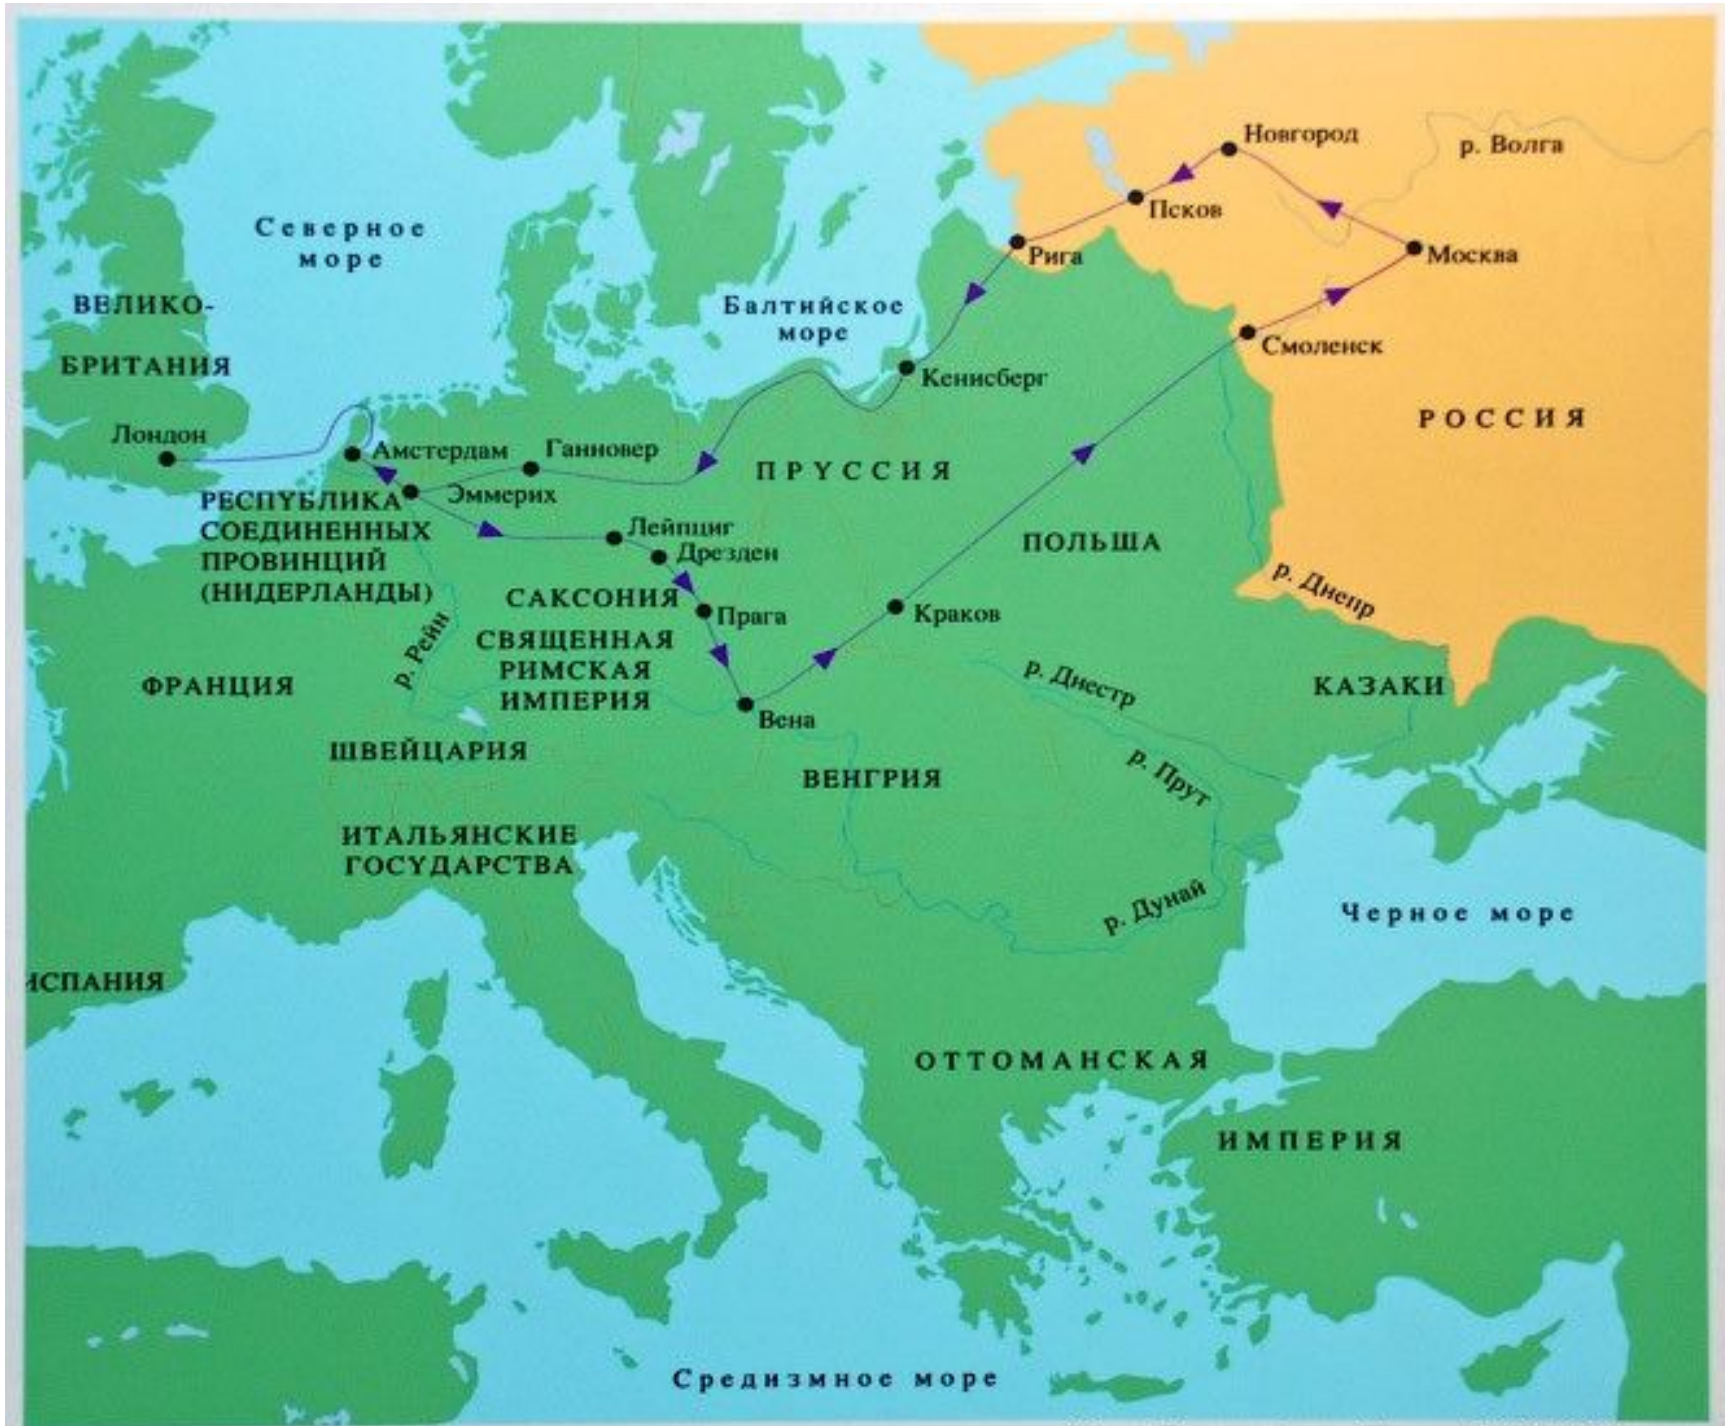 Новгород
р. Волга
Псков
Северное
море
Рига
Москва
ВЕЛИКО-
БРИТАНИЯ
Балтийское
море
Смоленск
Кенисберг
РОССИЯ
Лондон
Амстердам
Ганновер
ПРУССИЯ
Эммерих
РЕСПУБЛИКА
СОЕДИНЕННЫХ
ПРОВИНЦИЙ
(НИДЕРЛАНДЫ)
Лейпциг
Дрезден
ПОЛЬША
р. Днепр
САКСОНИЯ
Прага
Краков
СВЯЩЕННАЯ
РИМСКАЯ
ИМПЕРИЯ
р. Рейн
ФРАНЦИЯ
р. Днестр
КАЗАКИ
Вена
ШВЕЙЦАРИЯ
ВЕНГРИЯ
р. Прут
ИТАЛЬЯНСКИЕ
ГОСУДАРСТВА
р. Дунай
Черное море
ИСПАНИЯ
ОТТОМАНСКАЯ
ИМПЕРИЯ
Средизмное море